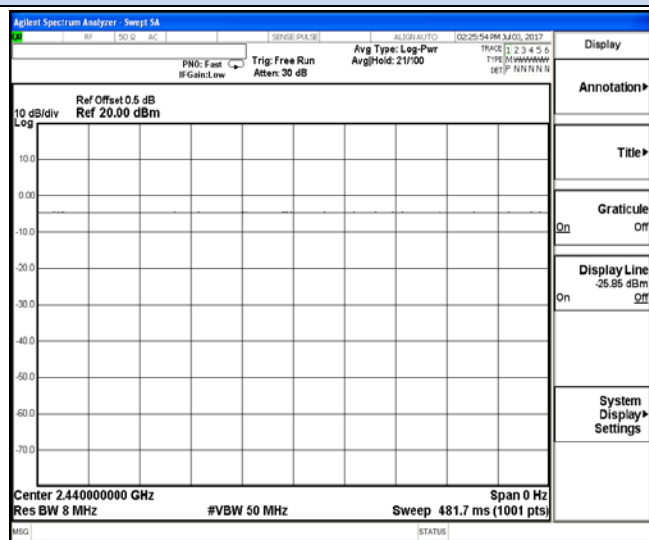 Agilent Spectrum Analyzer - Swept SA
RF 50 Ω AC SENSE:PULSE ALIGN AUTO 02:25:54 PM Jul 03, 2017
Avg Type: Log-Pwr
TRACE 1 2 3 4 5 6
PNO: Fast Trig: Free Run Avg|Hold: 21/100
TYPE MWWWWW
IFGain:Low Atten: 30 dB
DET P N N N N N
Ref Offset 0.5 dB
10 dB/div Ref 20.00 dBm
Log
10.0
0.00
-10.0
-20.0
-30.0
-40.0
-50.0
-60.0
-70.0
Center 2.440000000 GHz Span 0 Hz
Res BW 8 MHz #VBW 50 MHz Sweep 481.7 ms (1001 pts)
MSG STATUS
Display
Annotation
Title
Graticule
On Off
Display Line
-25.85 dBm
On Off
System
Display
Settings